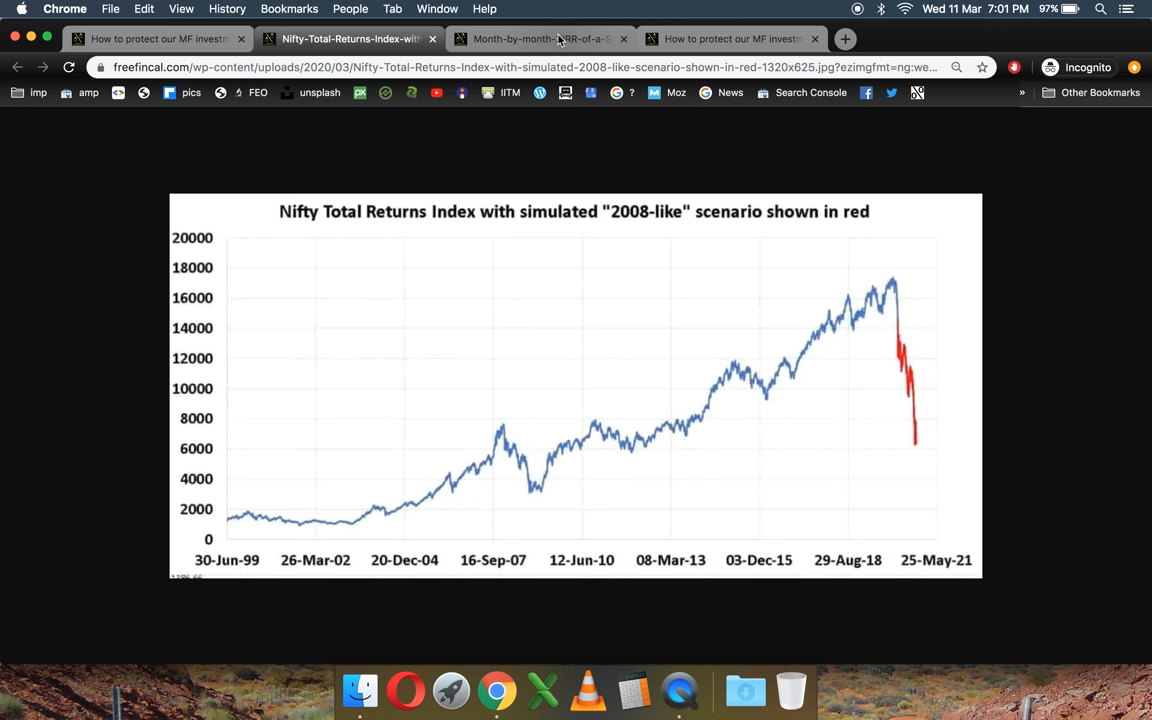 Chrome File Edit View History Bookmarks People Tab Window Help Wed 11 Mar 7:01 PM 97%
How to protect our MF investm Nifty-Total-Returns-Index-with Month-by-month- RR-of-a-S How to protect our MF investm
freefincal.com/wp-content/uploads/2020/03/Nifty-Total-Returns-Index-with-simulated-2008-like-scenario-shown-in-red-1320x625.jpg?ezimgfmt=ng:we... Incognito
imp amp pics FEO unsplash px IITM G ? M Moz G News Search Console Other Bookmarks
Nifty Total Returns Index with simulated "2008-like" scenario shown in red
20000
18000
16000
14000
12000
10000
8000
6000
4000
2000
0
30-Jun-99 26-Mar-02 20-Dec-04 16-Sep-07 12-Jun-10 08-Mar-13 03-Dec-15 29-Aug-18 25-May-21